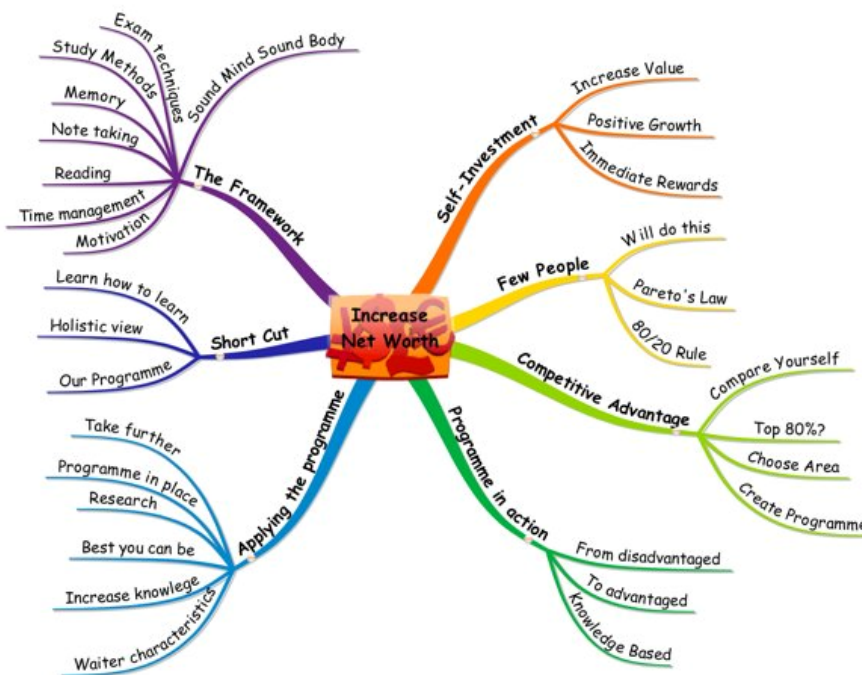 Increase
Net Worth
Self-Investment
Increase Value
Positive Growth
Immediate Rewards
Few People
Will do this
Pareto's Law
80/20 Rule
Competitive Advantage
Compare Yourself
Top 80%?
Choose Area
Create Programme
Programme in action
From disadvantaged
To advantaged
Knowledge Based
Applying the programme
Take further
Programme in place
Research
Best you can be
Increase knowlege
Waiter characteristics
Short Cut
Learn how to learn
Holistic view
Our Programme
The Framework
Sound Mind Sound Body
Exam techniques
Study Methods
Memory
Note taking
Reading
Time management
Motivation